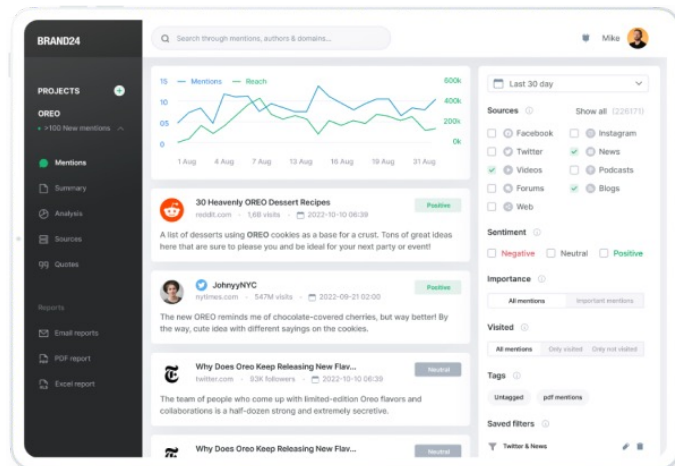 BRAND24
Search through mentions, authors & domains...
Mike
PROJECTS
OREO
>100 New mentions
Mentions
Summary
Analysis
Sources
Quotes
Reports
Email reports
PDF report
Excel report
15 Mentions Reach 600k
10 400k
05 200k
0 0k
1 Aug 4 Aug 7 Aug 13 Aug 16 Aug 19 Aug 31 Aug
30 Heavenly OREO Dessert Recipes Positive
reddit.com 1,6B visits 2022-10-10 06:39
A list of desserts using OREO cookies as a base for a crust. Tons of great ideas
here that are sure to please you and be ideal for your next party or event!
JohnyyNYC Positive
nytimes.com 547M visits 2022-09-21 02:00
The new OREO reminds me of chocolate-covered cherries, but way better! By
the way, cute idea with different sayings on the cookies.
Why Does Oreo Keep Releasing New Flav... Neutral
twitter.com 93K followers 2022-10-10 06:39
The team of people who come up with limited-edition Oreo flavors and
collaborations is a half-dozen strong and extremely secretive.
Why Does Oreo Keep Releasing New Flav... Neutral
Last 30 day
Sources Show all (226171)
Facebook Instagram
Twitter News
Videos Podcasts
Forums Blogs
Web
Sentiment
Negative Neutral Positive
Importance
All mentions Important mentions
Visited
All mentions Only visited Only not visited
Tags
Untagged pdf mentions
Saved filters
Twitter & News